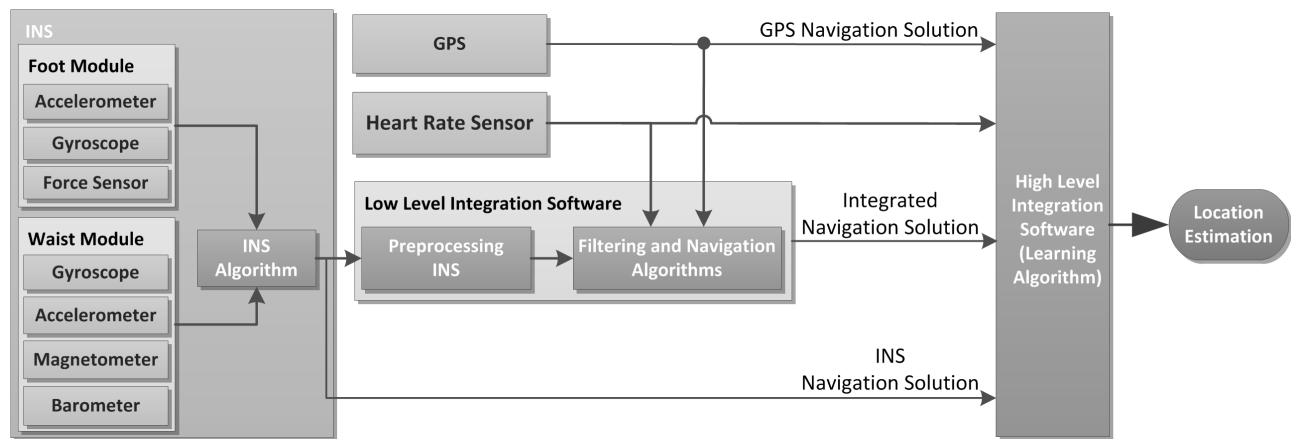 INS
Foot Module
Accelerometer
Gyroscope
Force Sensor
Waist Module
Gyroscope
Accelerometer
Magnetometer
Barometer
INS
Algorithm
GPS
Heart Rate Sensor
Low Level Integration Software
Preprocessing
INS
Filtering and Navigation
Algorithms
GPS Navigation Solution
Integrated
Navigation Solution
INS
Navigation Solution
High Level
Integration
Software
(Learning
Algorithm)
Location
Estimation